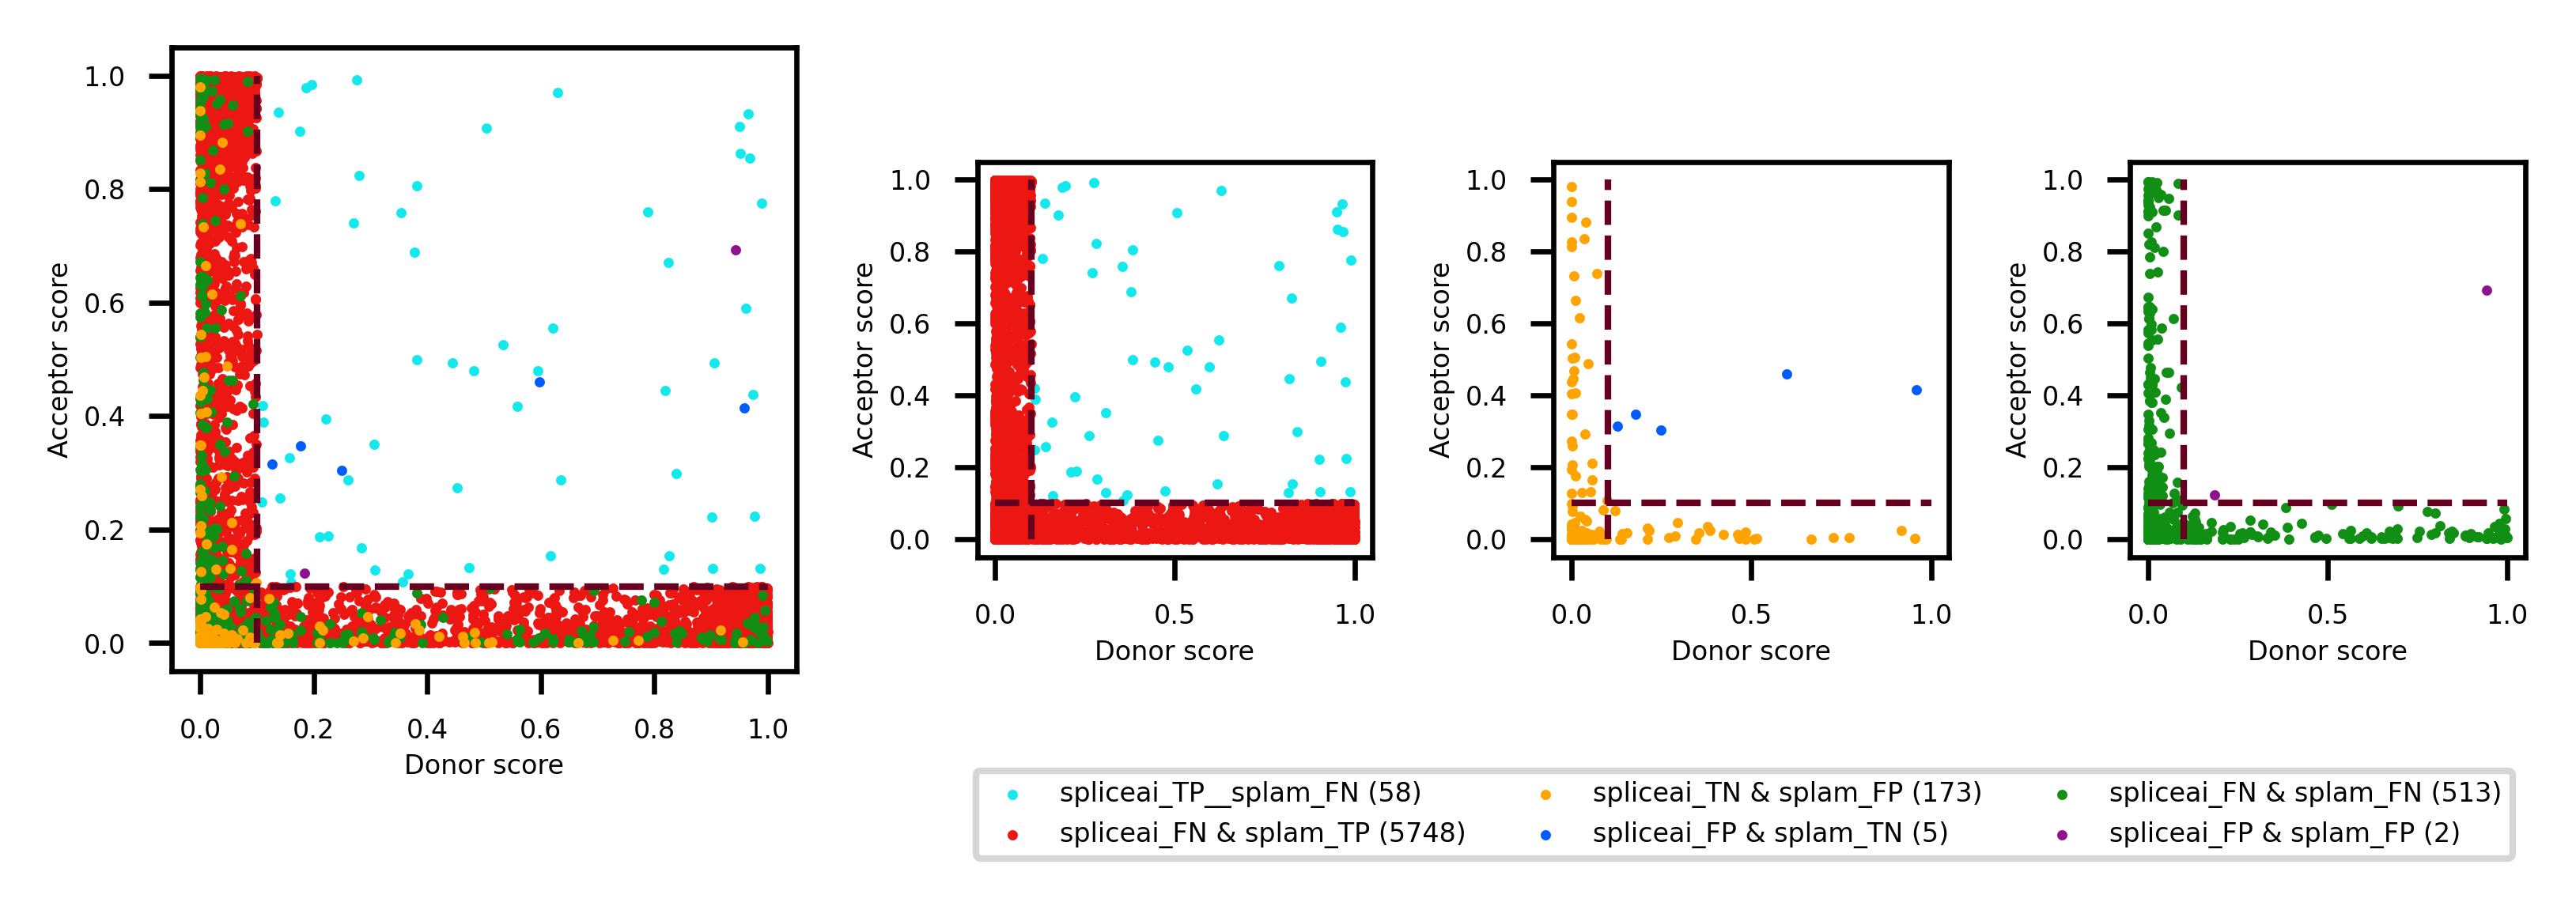 1.0
0.8
0.6
0.4
0.2
0.0
Acceptor score
0.0 0.2 0.4 0.6 0.8 1.0
Donor score
1.0
0.8
0.6
0.4
0.2
0.0
Acceptor score
0.0 0.5 1.0
Donor score
1.0
0.8
0.6
0.4
0.2
0.0
Acceptor score
0.0 0.5 1.0
Donor score
1.0
0.8
0.6
0.4
0.2
0.0
Acceptor score
0.0 0.5 1.0
Donor score
spliceai_TP__splam_FN (58)
spliceai_FN & splam_TP (5748)
spliceai_TN & splam_FP (173)
spliceai_FP & splam_TN (5)
spliceai_FN & splam_FN (513)
spliceai_FP & splam_FP (2)